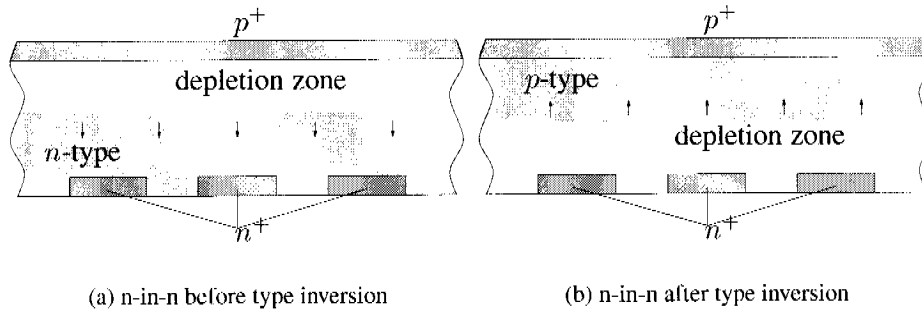 p+
depletion zone
n-type
n+
(a) n-in-n before type inversion
p+
p-type
depletion zone
n+
(b) n-in-n after type inversion